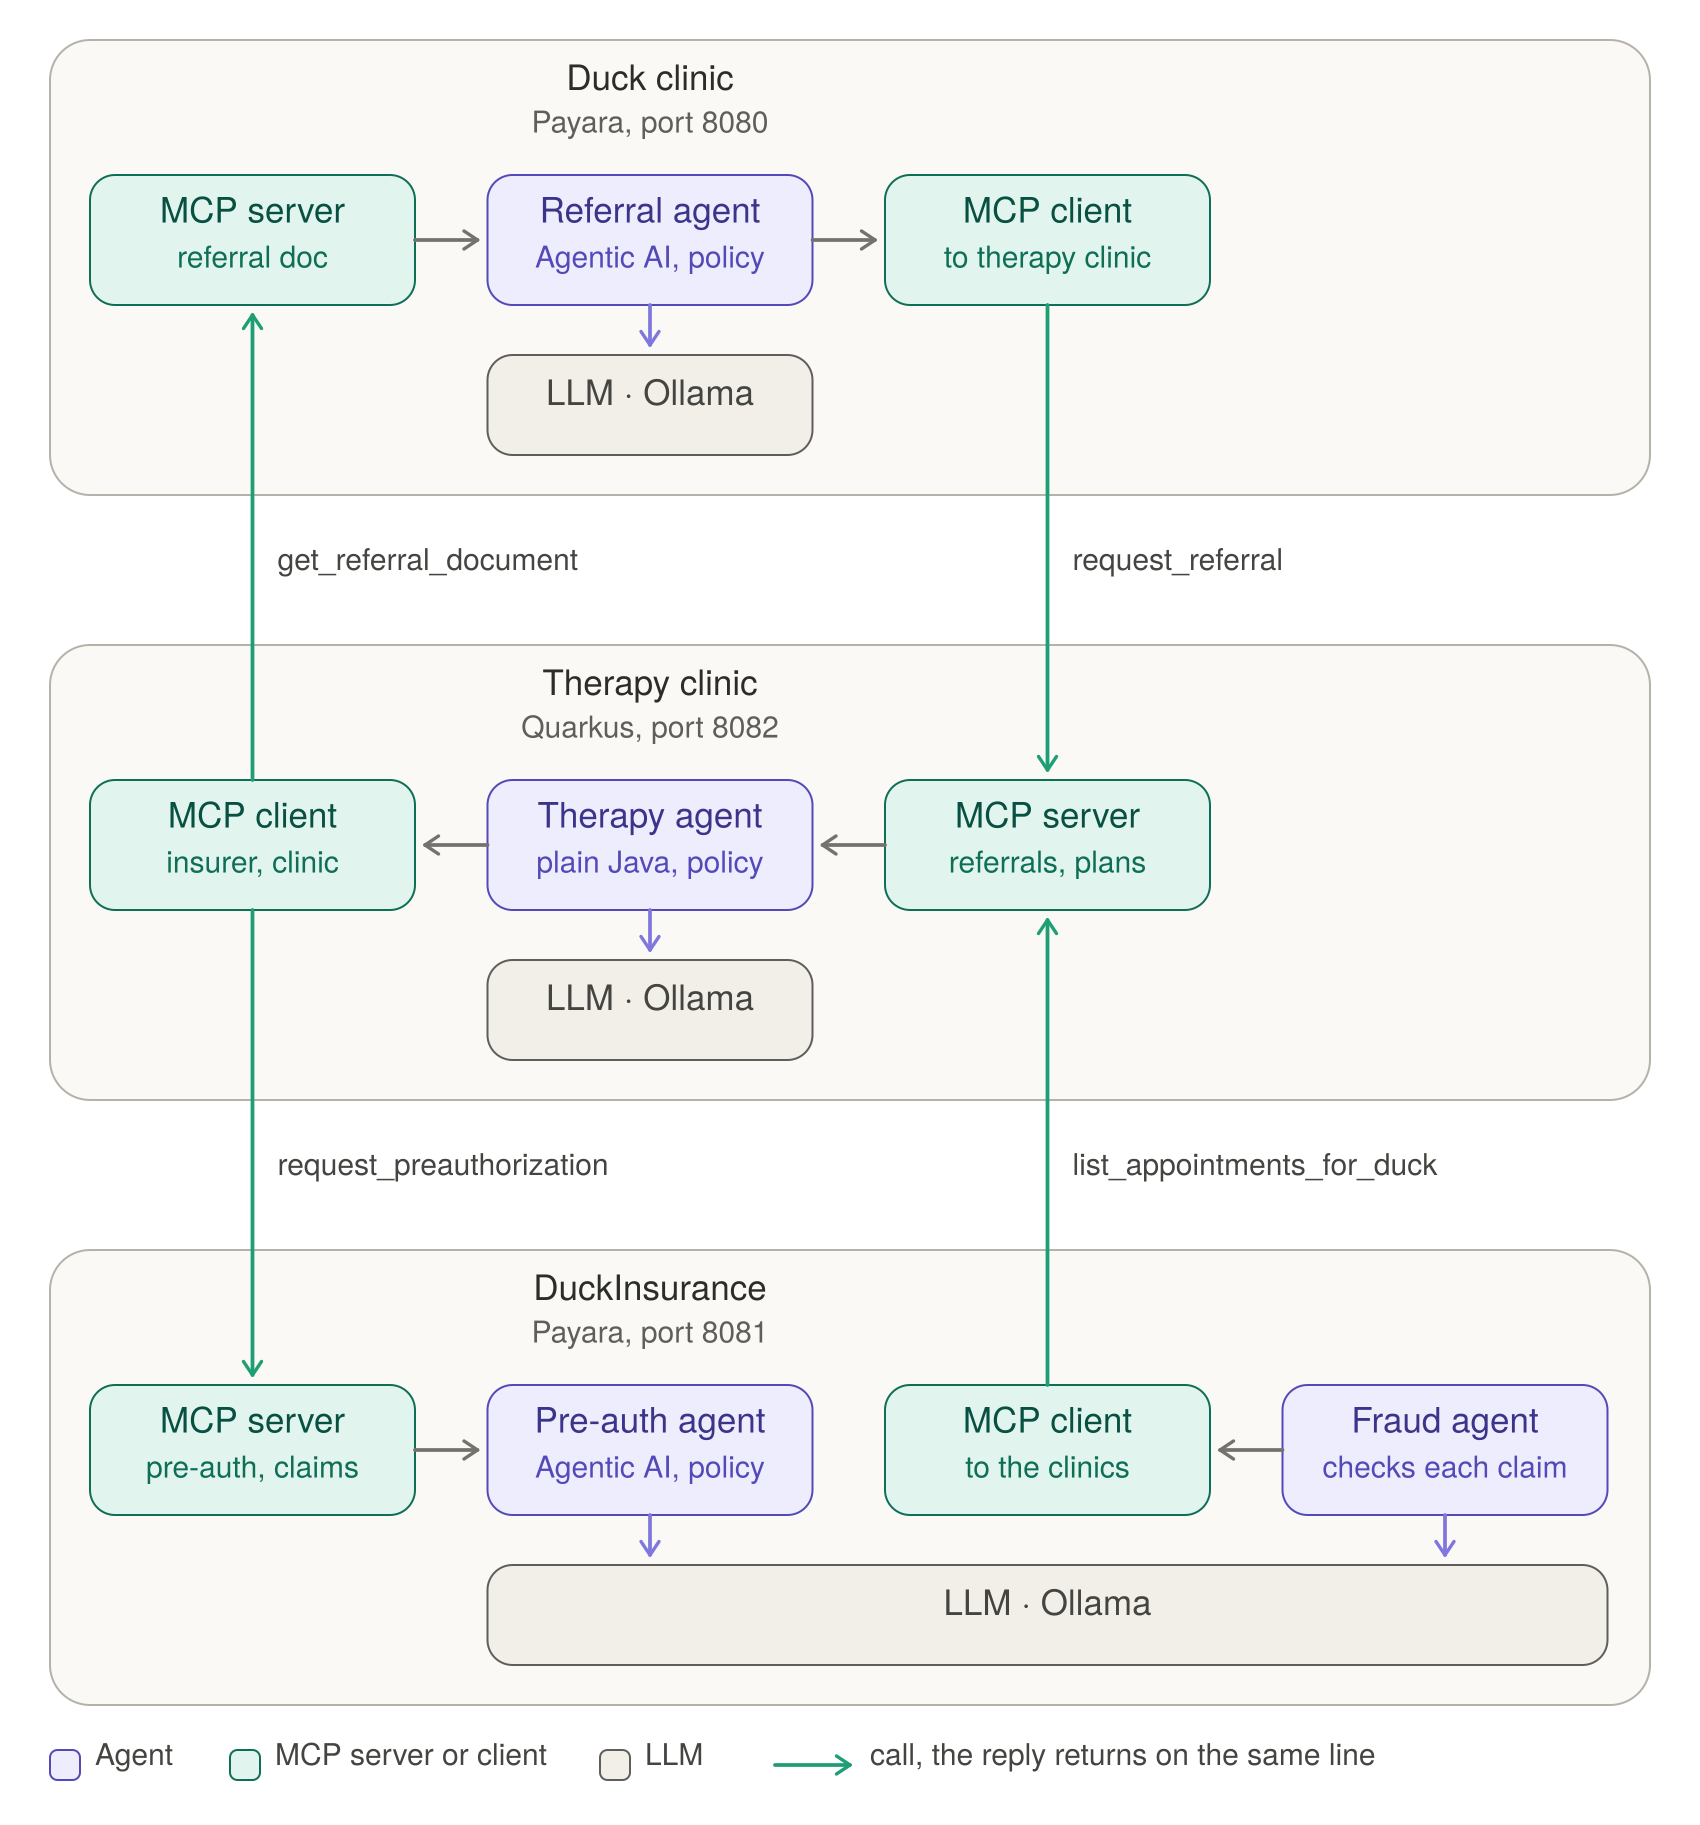 Duck clinic
Payara, port 8080
MCP server
referral doc
Referral agent
Agentic AI, policy
MCP client
to therapy clinic
LLM · Ollama
get_referral_document
request_referral
Therapy clinic
Quarkus, port 8082
MCP client
insurer, clinic
Therapy agent
plain Java, policy
MCP server
referrals, plans
LLM · Ollama
request_preauthorization
list_appointments_for_duck
DuckInsurance
Payara, port 8081
MCP server
pre-auth, claims
Pre-auth agent
Agentic AI, policy
MCP client
to the clinics
Fraud agent
checks each claim
LLM · Ollama
Agent
MCP server or client
LLM
call, the reply returns on the same line